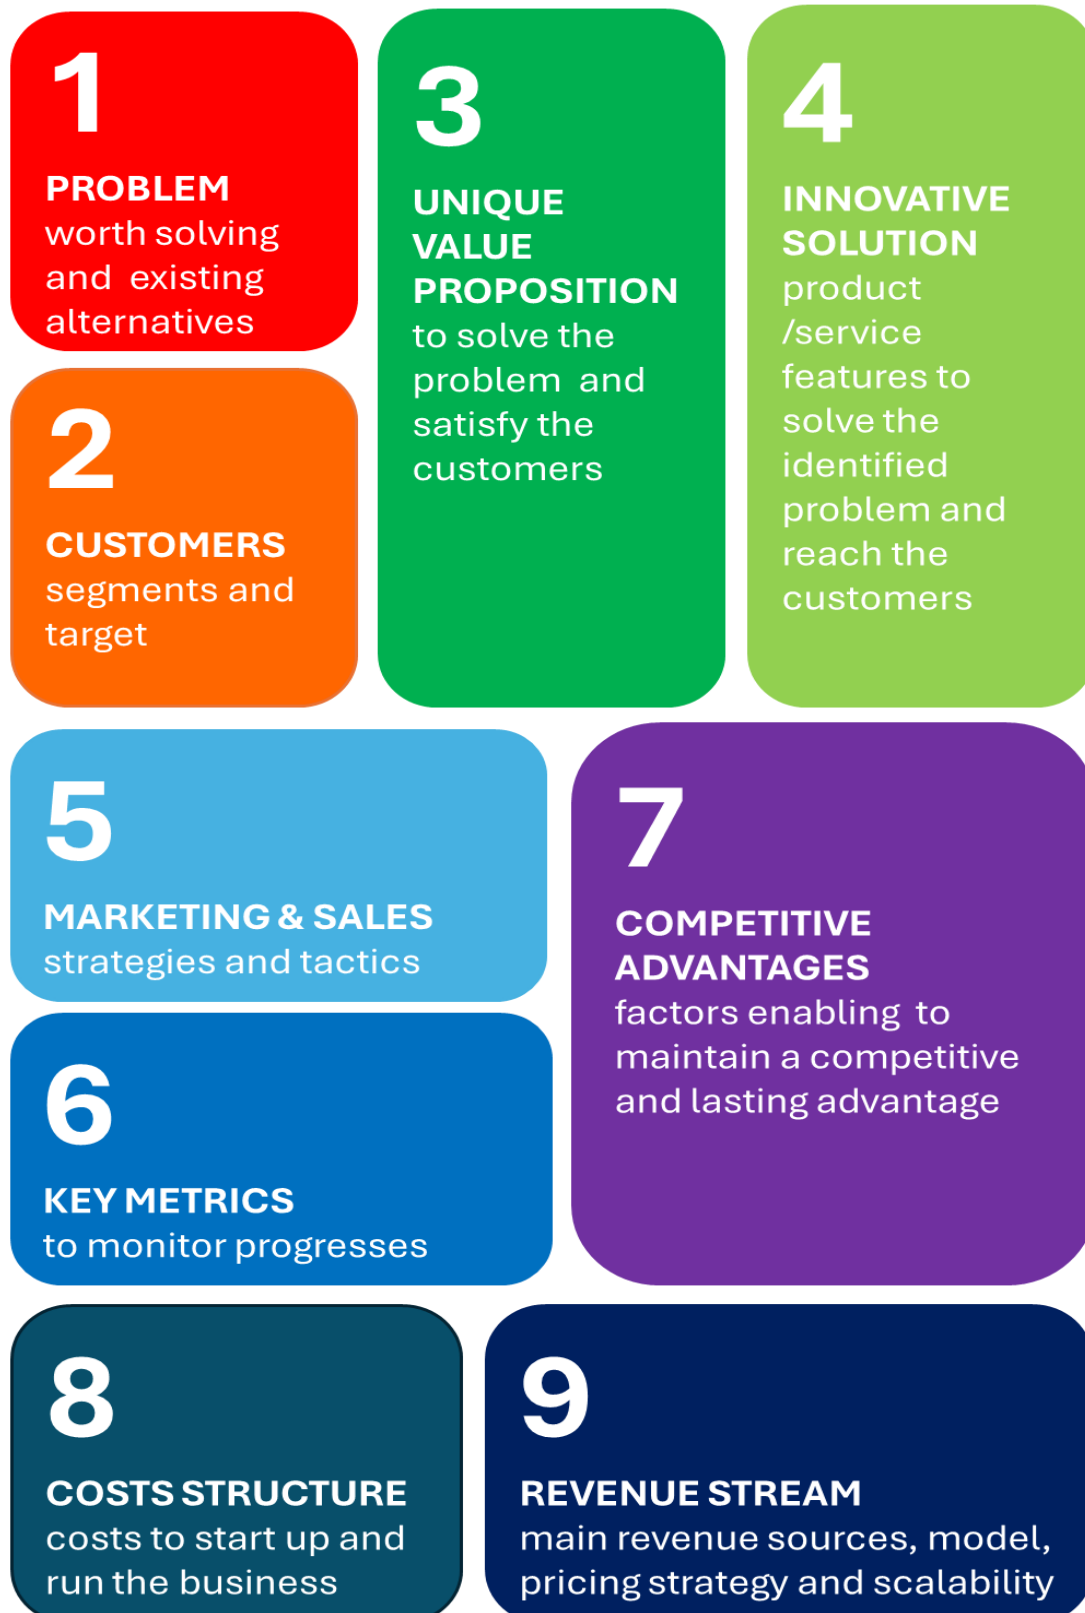 1
PROBLEM
worth solving
and existing
alternatives
2
CUSTOMERS
segments and
target
3
UNIQUE
VALUE
PROPOSITION
to solve the
problem and
satisfy the
customers
4
INNOVATIVE
SOLUTION
product
/service
features to
solve the
identified
problem and
reach the
customers
5
MARKETING & SALES
strategies and tactics
6
KEY METRICS
to monitor progresses
7
COMPETITIVE
ADVANTAGES
factors enabling to
maintain a competitive
and lasting advantage
8
COSTS STRUCTURE
costs to start up and
run the business
9
REVENUE STREAM
main revenue sources, model,
pricing strategy and scalability